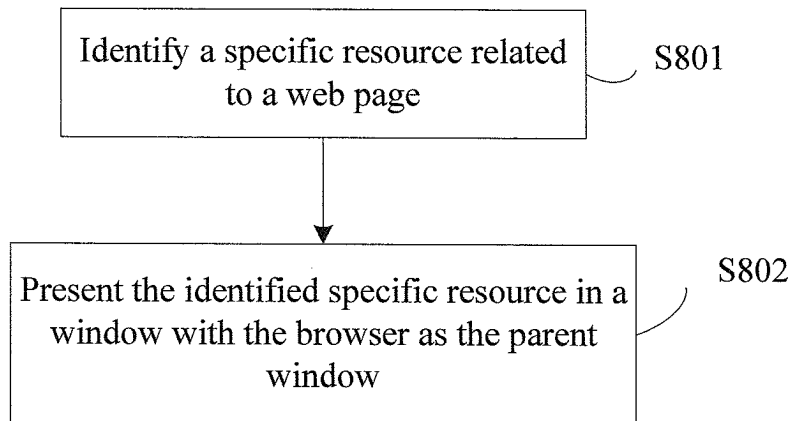 Identify a specific resource related
to a web page
S801
Present the identified specific resource in a
window with the browser as the parent
window
S802